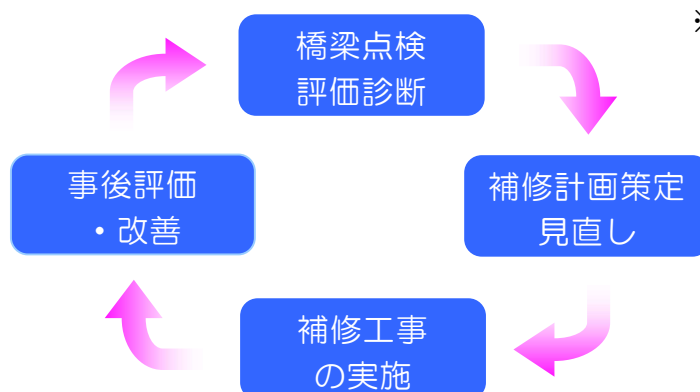 ※
橋梁点検
評価診断
事後評価
・改善
補修計画策定
見直し
補修工事
の実施